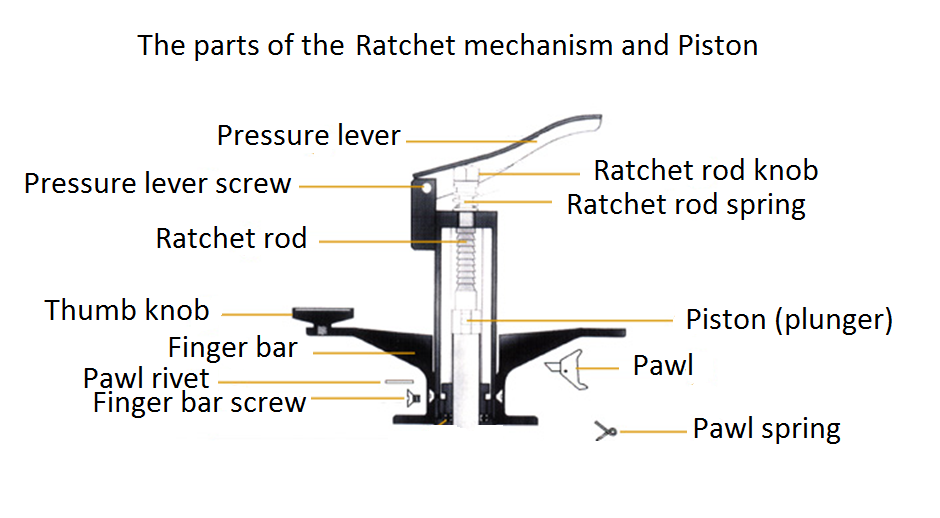 The parts of the Ratchet mechanism and Piston
Pressure lever
Ratchet rod knob
Pressure lever screw
Ratchet rod spring
Ratchet rod
Thumb knob
Piston (plunger)
Finger bar
Pawl
Pawl rivet
Finger bar screw
Pawl spring